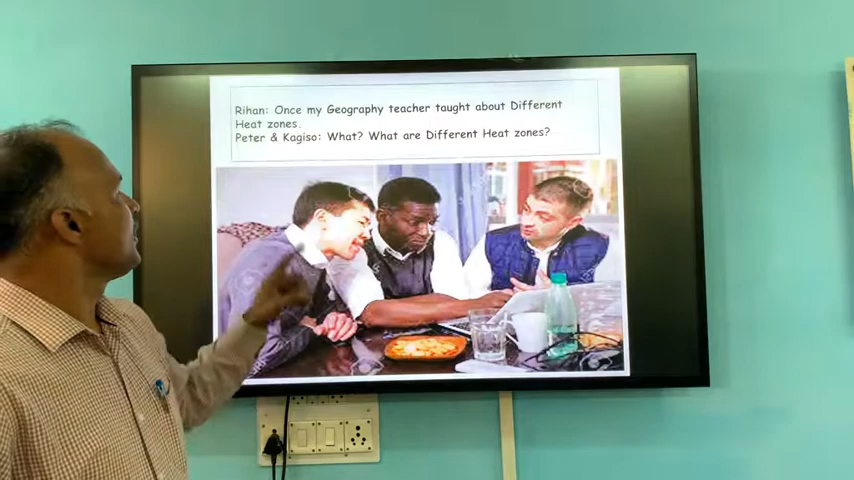 Rihan: Once my Geography teacher taught about Different
Heat zones.
Peter & Kagiso: What? What are Different Heat zones?